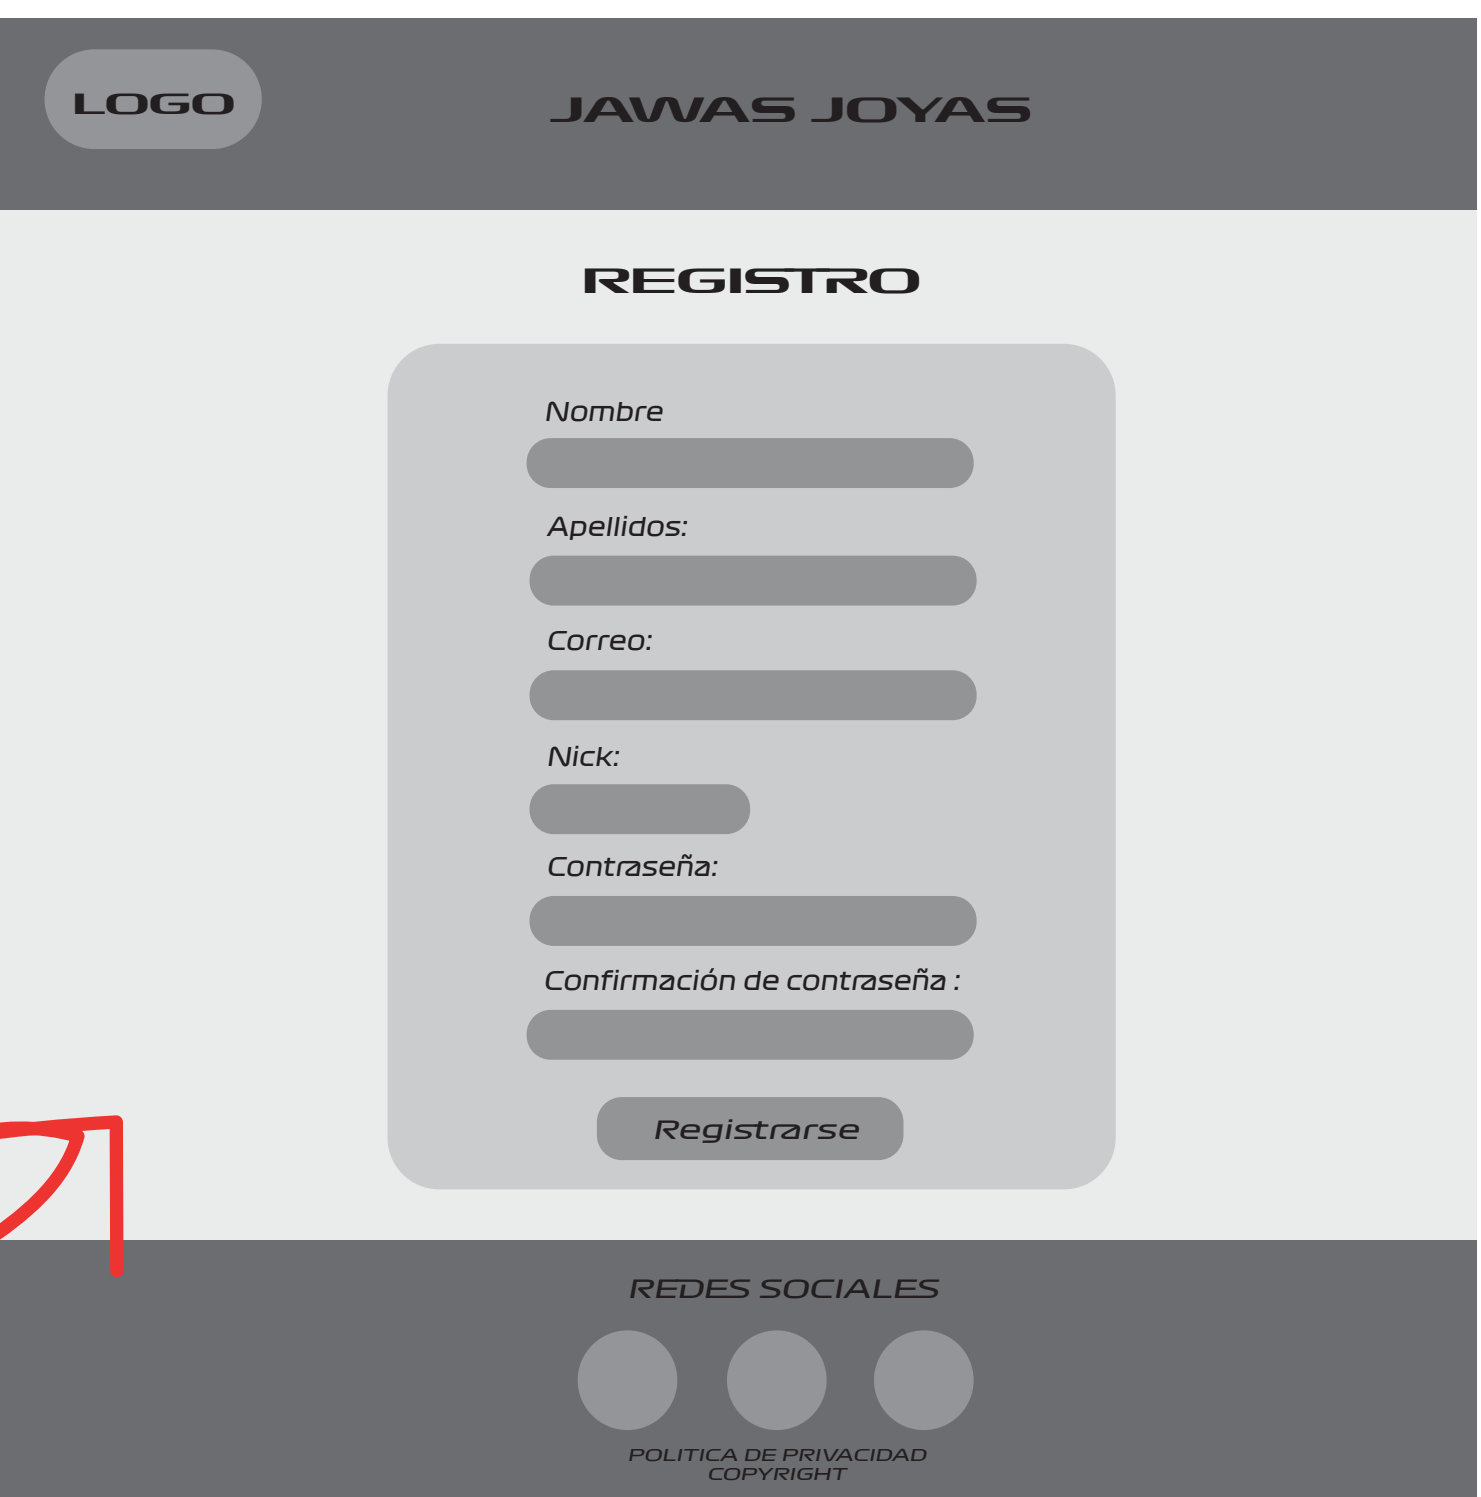 LOGO
JAWAS JOYAS
REGISTRO
Nombre
Apellidos:
Correo:
Nick:
Contraseña:
Confirmación de contraseña :
Registrarse
REDES SOCIALES
POLITICA DE PRIVACIDAD
COPYRIGHT